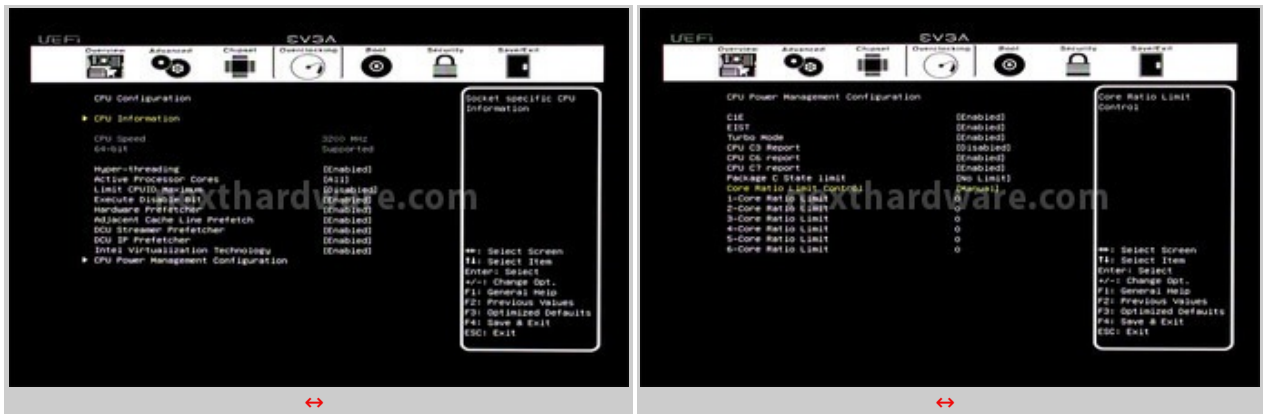 UEFI
EVGA
Overview Advanced Chipset Overclocking Boot Security Save/Exit
CPU Configuration
CPU Information
CPU Speed 3200 MHz
64-bit Supported
Hyper-threading [Enabled]
Active Processor Cores [All]
Limit CPUID Maximum [Disabled]
Execute Disable Bit [Enabled]
Hardware Prefetcher [Enabled]
Adjacent Cache Line Prefetch [Enabled]
DCU Streamer Prefetcher [Enabled]
DCU IP Prefetcher [Enabled]
Intel Virtualization Technology [Enabled]
CPU Power Management Configuration
Socket specific CPU
Information
↔: Select Screen
↑↓: Select Item
Enter: Select
+/-: Change Opt.
F1: General Help
F2: Previous Values
F3: Optimized Defaults
F4: Save & Exit
ESC: Exit
xthardware.com
UEFI
EVGA
Overview Advanced Chipset Overclocking Boot Security Save/Exit
CPU Power Management Configuration
C1E [Enabled]
EIST [Enabled]
Turbo Mode [Enabled]
CPU C3 Report [Disabled]
CPU C6 report [Enabled]
CPU C7 report [Enabled]
Package C State limit [No Limit]
Core Ratio Limit Control [Manual]
1-Core Ratio Limit 0
2-Core Ratio Limit 0
3-Core Ratio Limit 0
4-Core Ratio Limit 0
5-Core Ratio Limit 0
6-Core Ratio Limit 0
Core Ratio Limit
Control
↔: Select Screen
↑↓: Select Item
Enter: Select
+/-: Change Opt.
F1: General Help
F2: Previous Values
F3: Optimized Defaults
F4: Save & Exit
ESC: Exit
nexthardware.com